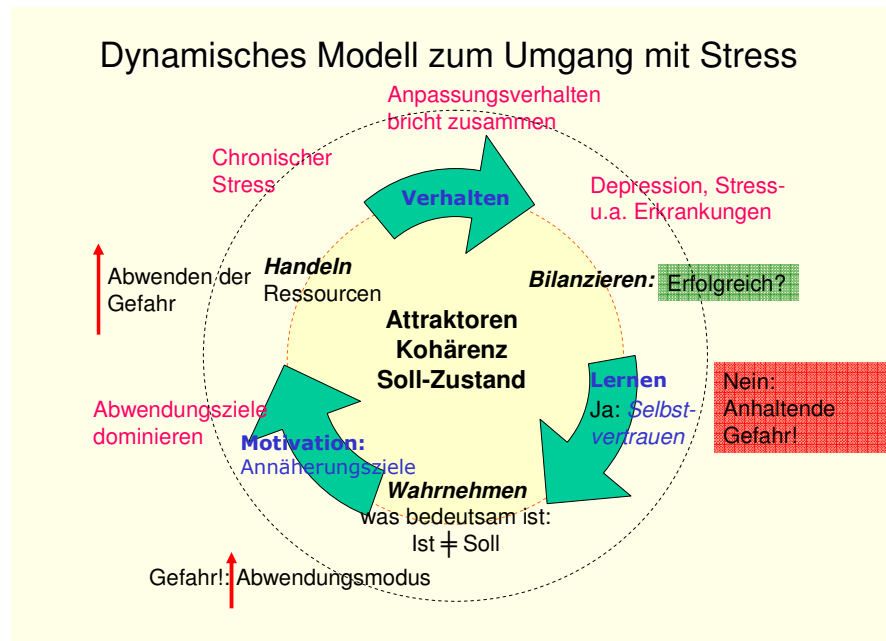 Dynamisches Modell zum Umgang mit Stress
Anpassungsverhalten
bricht zusammen
Chronischer
Stress
Verhalten
Depression, Stress-
u.a. Erkrankungen
Abwenden der
Gefahr
Handeln
Ressourcen
Bilanzieren:
Erfolgreich?
Attraktoren
Kohärenz
Soll-Zustand
Lernen
Ja: Selbst-
vertrauen
Nein:
Anhaltende
Gefahr!
Abwendungsziele
dominieren
Motivation:
Annäherungsziele
Wahrnehmen
was bedeutsam ist:
Ist ╪ Soll
Gefahr!: Abwendungsmodus